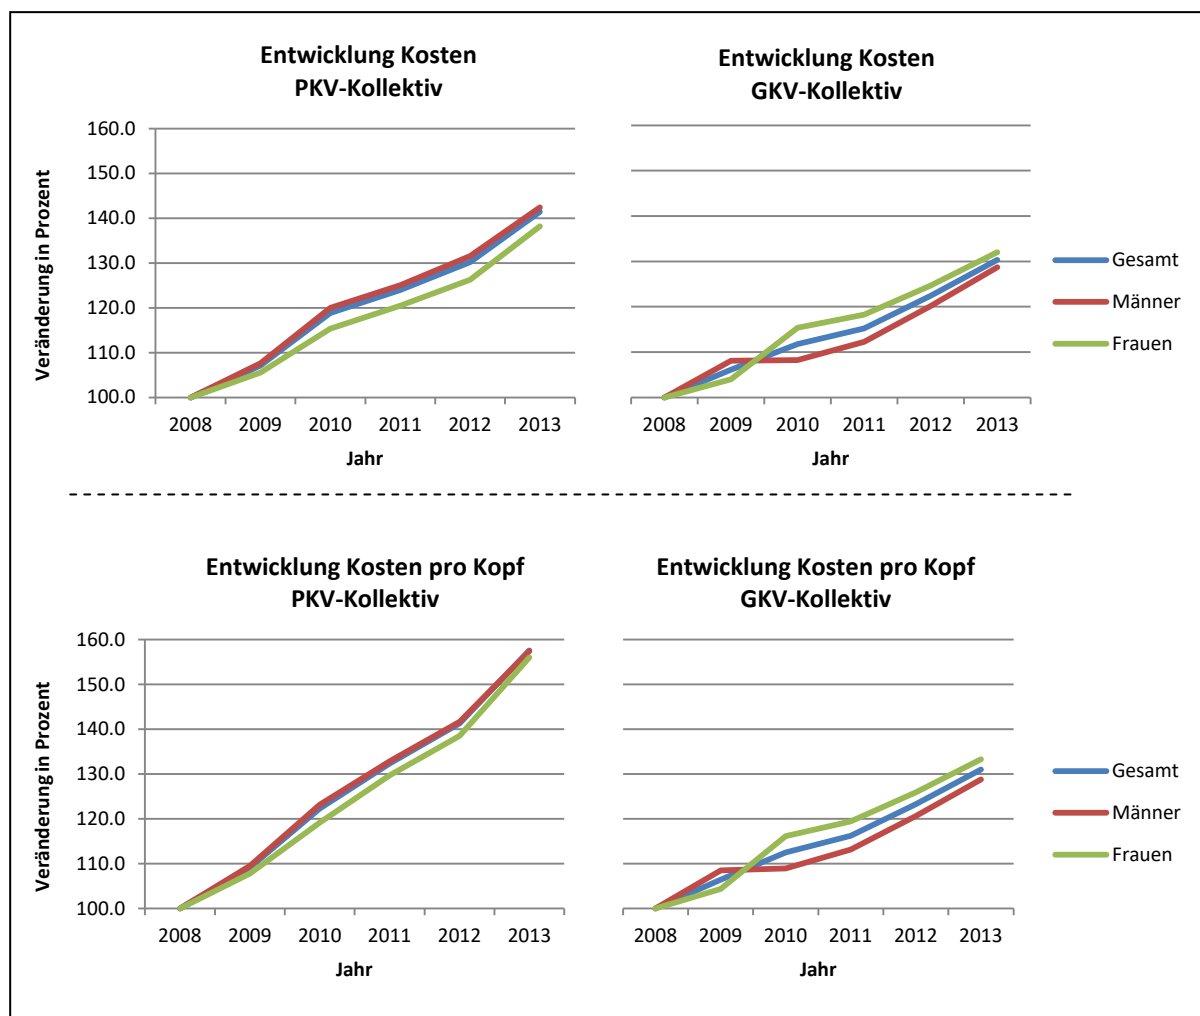 Entwicklung Kosten
PKV-Kollektiv
Veränderung in Prozent
160.0
150.0
140.0
130.0
120.0
110.0
100.0
2008 2009 2010 2011 2012 2013
Jahr
Entwicklung Kosten
GKV-Kollektiv
2008 2009 2010 2011 2012 2013
Jahr
Gesamt
Männer
Frauen
Entwicklung Kosten pro Kopf
PKV-Kollektiv
Veränderung in Prozent
160.0
150.0
140.0
130.0
120.0
110.0
100.0
2008 2009 2010 2011 2012 2013
Jahr
Entwicklung Kosten pro Kopf
GKV-Kollektiv
2008 2009 2010 2011 2012 2013
Jahr
Gesamt
Männer
Frauen